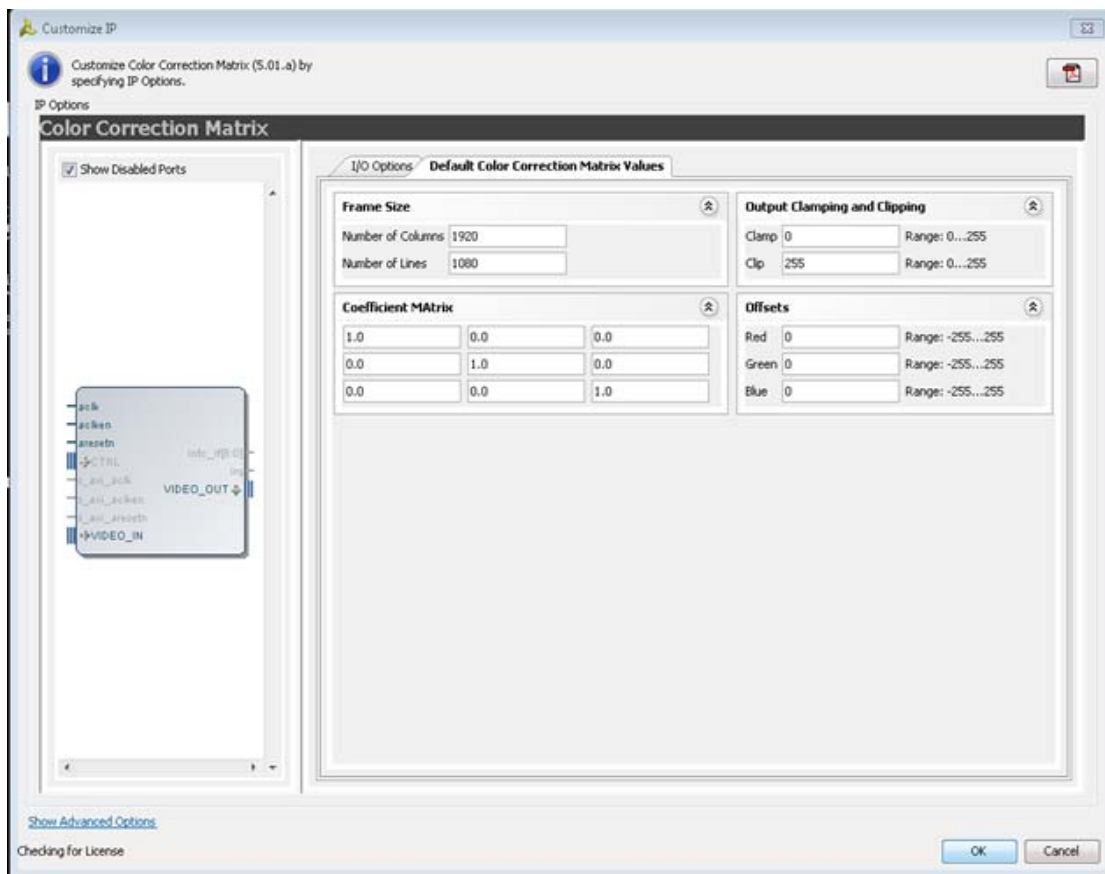 Customize IP
Customize Color Correction Matrix (5.01.a) by
specifying IP Options.
IP Options
Color Correction Matrix
Show Disabled Ports
aclk
aclken
aresetn
CTRL
s_axi_aclk
s_axi_aclken
s_axi_aresetn
VIDEO_IN
VIDEO_OUT
I/O Options
Default Color Correction Matrix Values
Frame Size
Number of Columns 1920
Number of Lines 1080
Output Clamping and Clipping
Clamp 0 Range: 0...255
Clip 255 Range: 0...255
Coefficient MAtrix
1.0 0.0 0.0
0.0 1.0 0.0
0.0 0.0 1.0
Offsets
Red 0 Range: -255...255
Green 0 Range: -255...255
Blue 0 Range: -255...255
Show Advanced Options
Checking for License
OK
Cancel